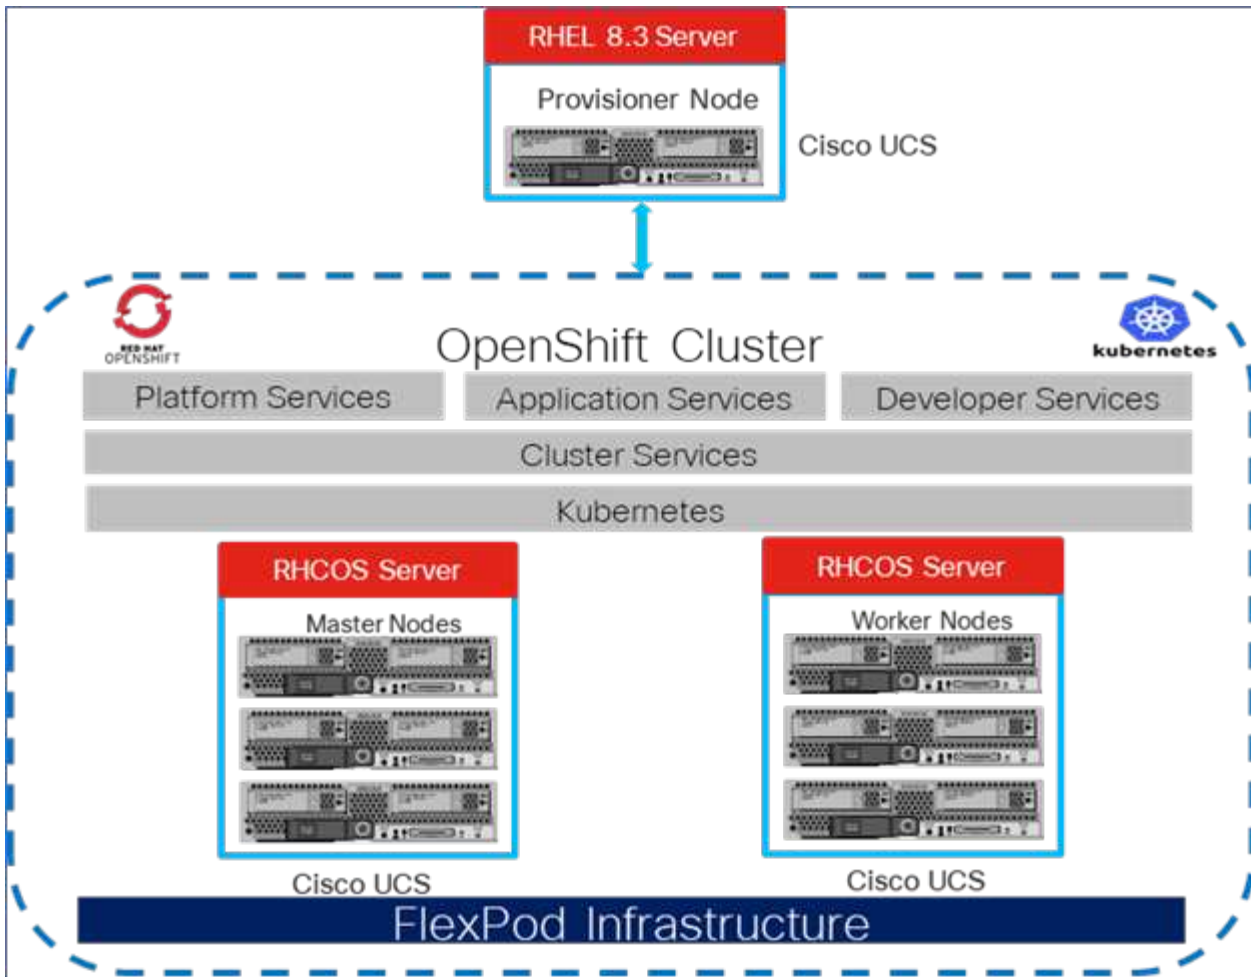 RHEL 8.3 Server
Provisioner Node
Cisco UCS
RED HAT
OPENSHIFT
OpenShift Cluster
kubernetes
Platform Services
Application Services
Developer Services
Cluster Services
Kubernetes
RHCOS Server
Master Nodes
Cisco UCS
RHCOS Server
Worker Nodes
Cisco UCS
FlexPod Infrastructure